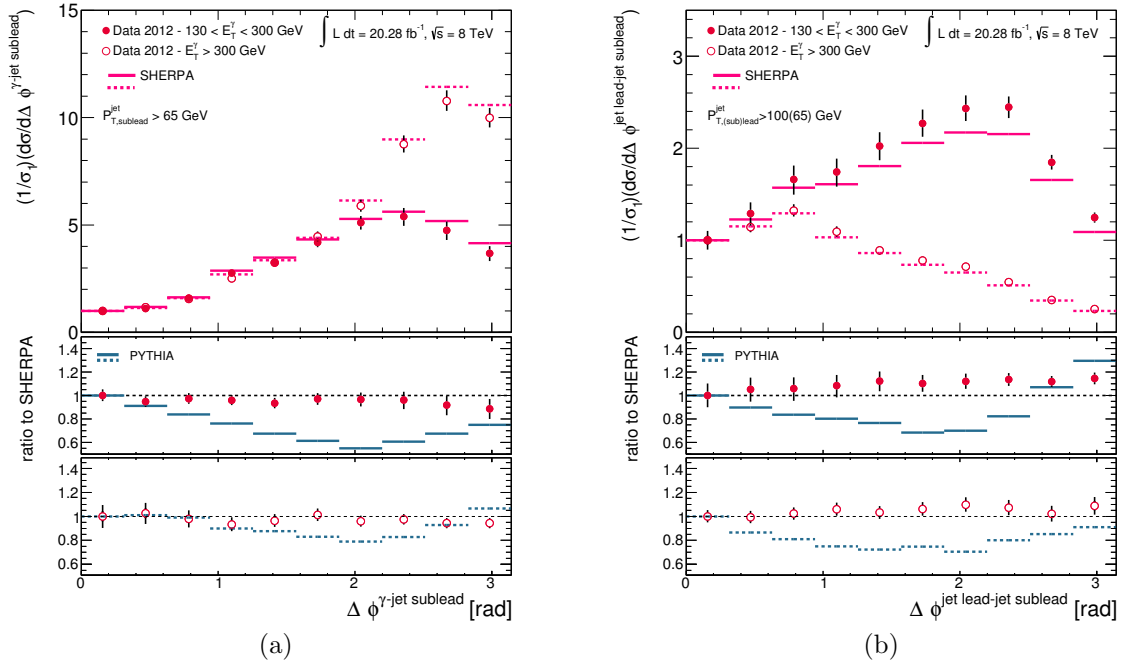 15
10
5
0
(1/σ₁)(dσ/dΔ ϕ^{γ-jet sublead})
Data 2012 - 130 < E_T^γ < 300 GeV
Data 2012 - E_T^γ > 300 GeV
∫ L dt = 20.28 fb⁻¹, √s = 8 TeV
SHERPA
P_{T,sublead}^{jet} > 65 GeV
1.4
1.2
1
0.8
0.6
PYTHIA
ratio to SHERPA
1.4
1.2
1
0.8
0.6
0 1 2 3
Δ ϕ^{γ-jet sublead} [rad]
(a)
3
2
1
0
(1/σ₁)(dσ/dΔ ϕ^{jet lead-jet sublead})
Data 2012 - 130 < E_T^γ < 300 GeV
Data 2012 - E_T^γ > 300 GeV
∫ L dt = 20.28 fb⁻¹, √s = 8 TeV
SHERPA
P_{T,(sub)lead}^{jet}>100(65) GeV
1.4
1.2
1
0.8
0.6
PYTHIA
ratio to SHERPA
1.4
1.2
1
0.8
0.6
0 1 2 3
Δ ϕ^{jet lead-jet sublead} [rad]
(b)